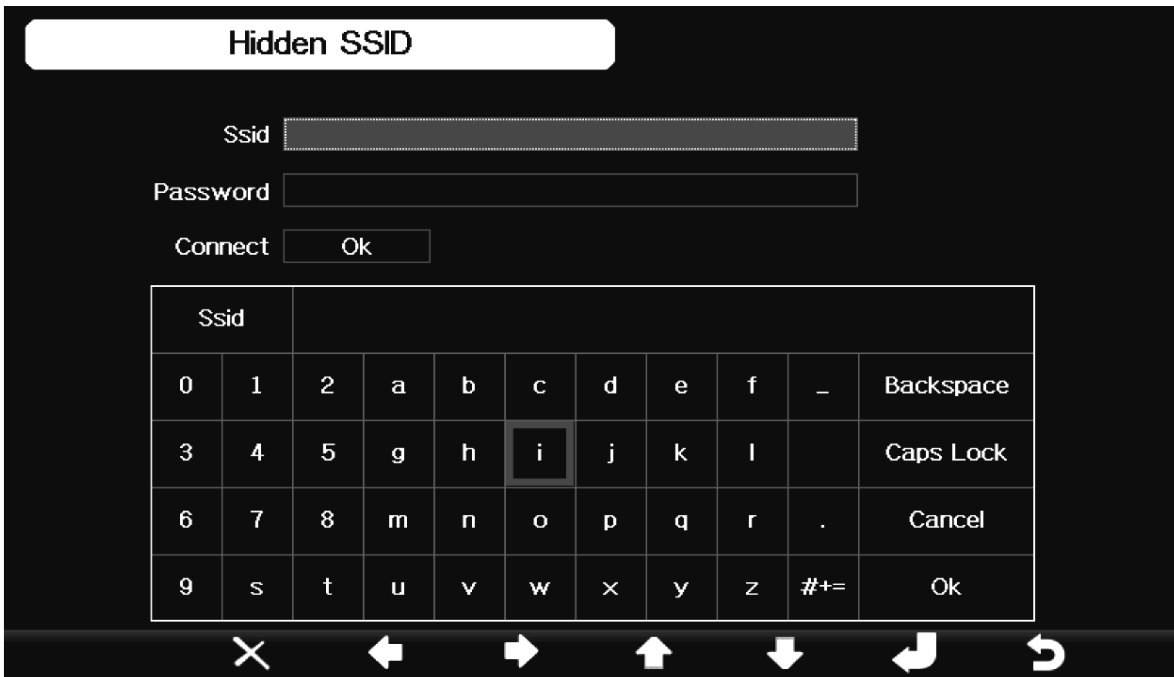 Hidden SSID
Ssid
Password
Connect Ok
Ssid
0 1 2 a b c d e f _ Backspace
3 4 5 g h i j k l Caps Lock
6 7 8 m n o p q r . Cancel
9 s t u v w x y z #+= Ok